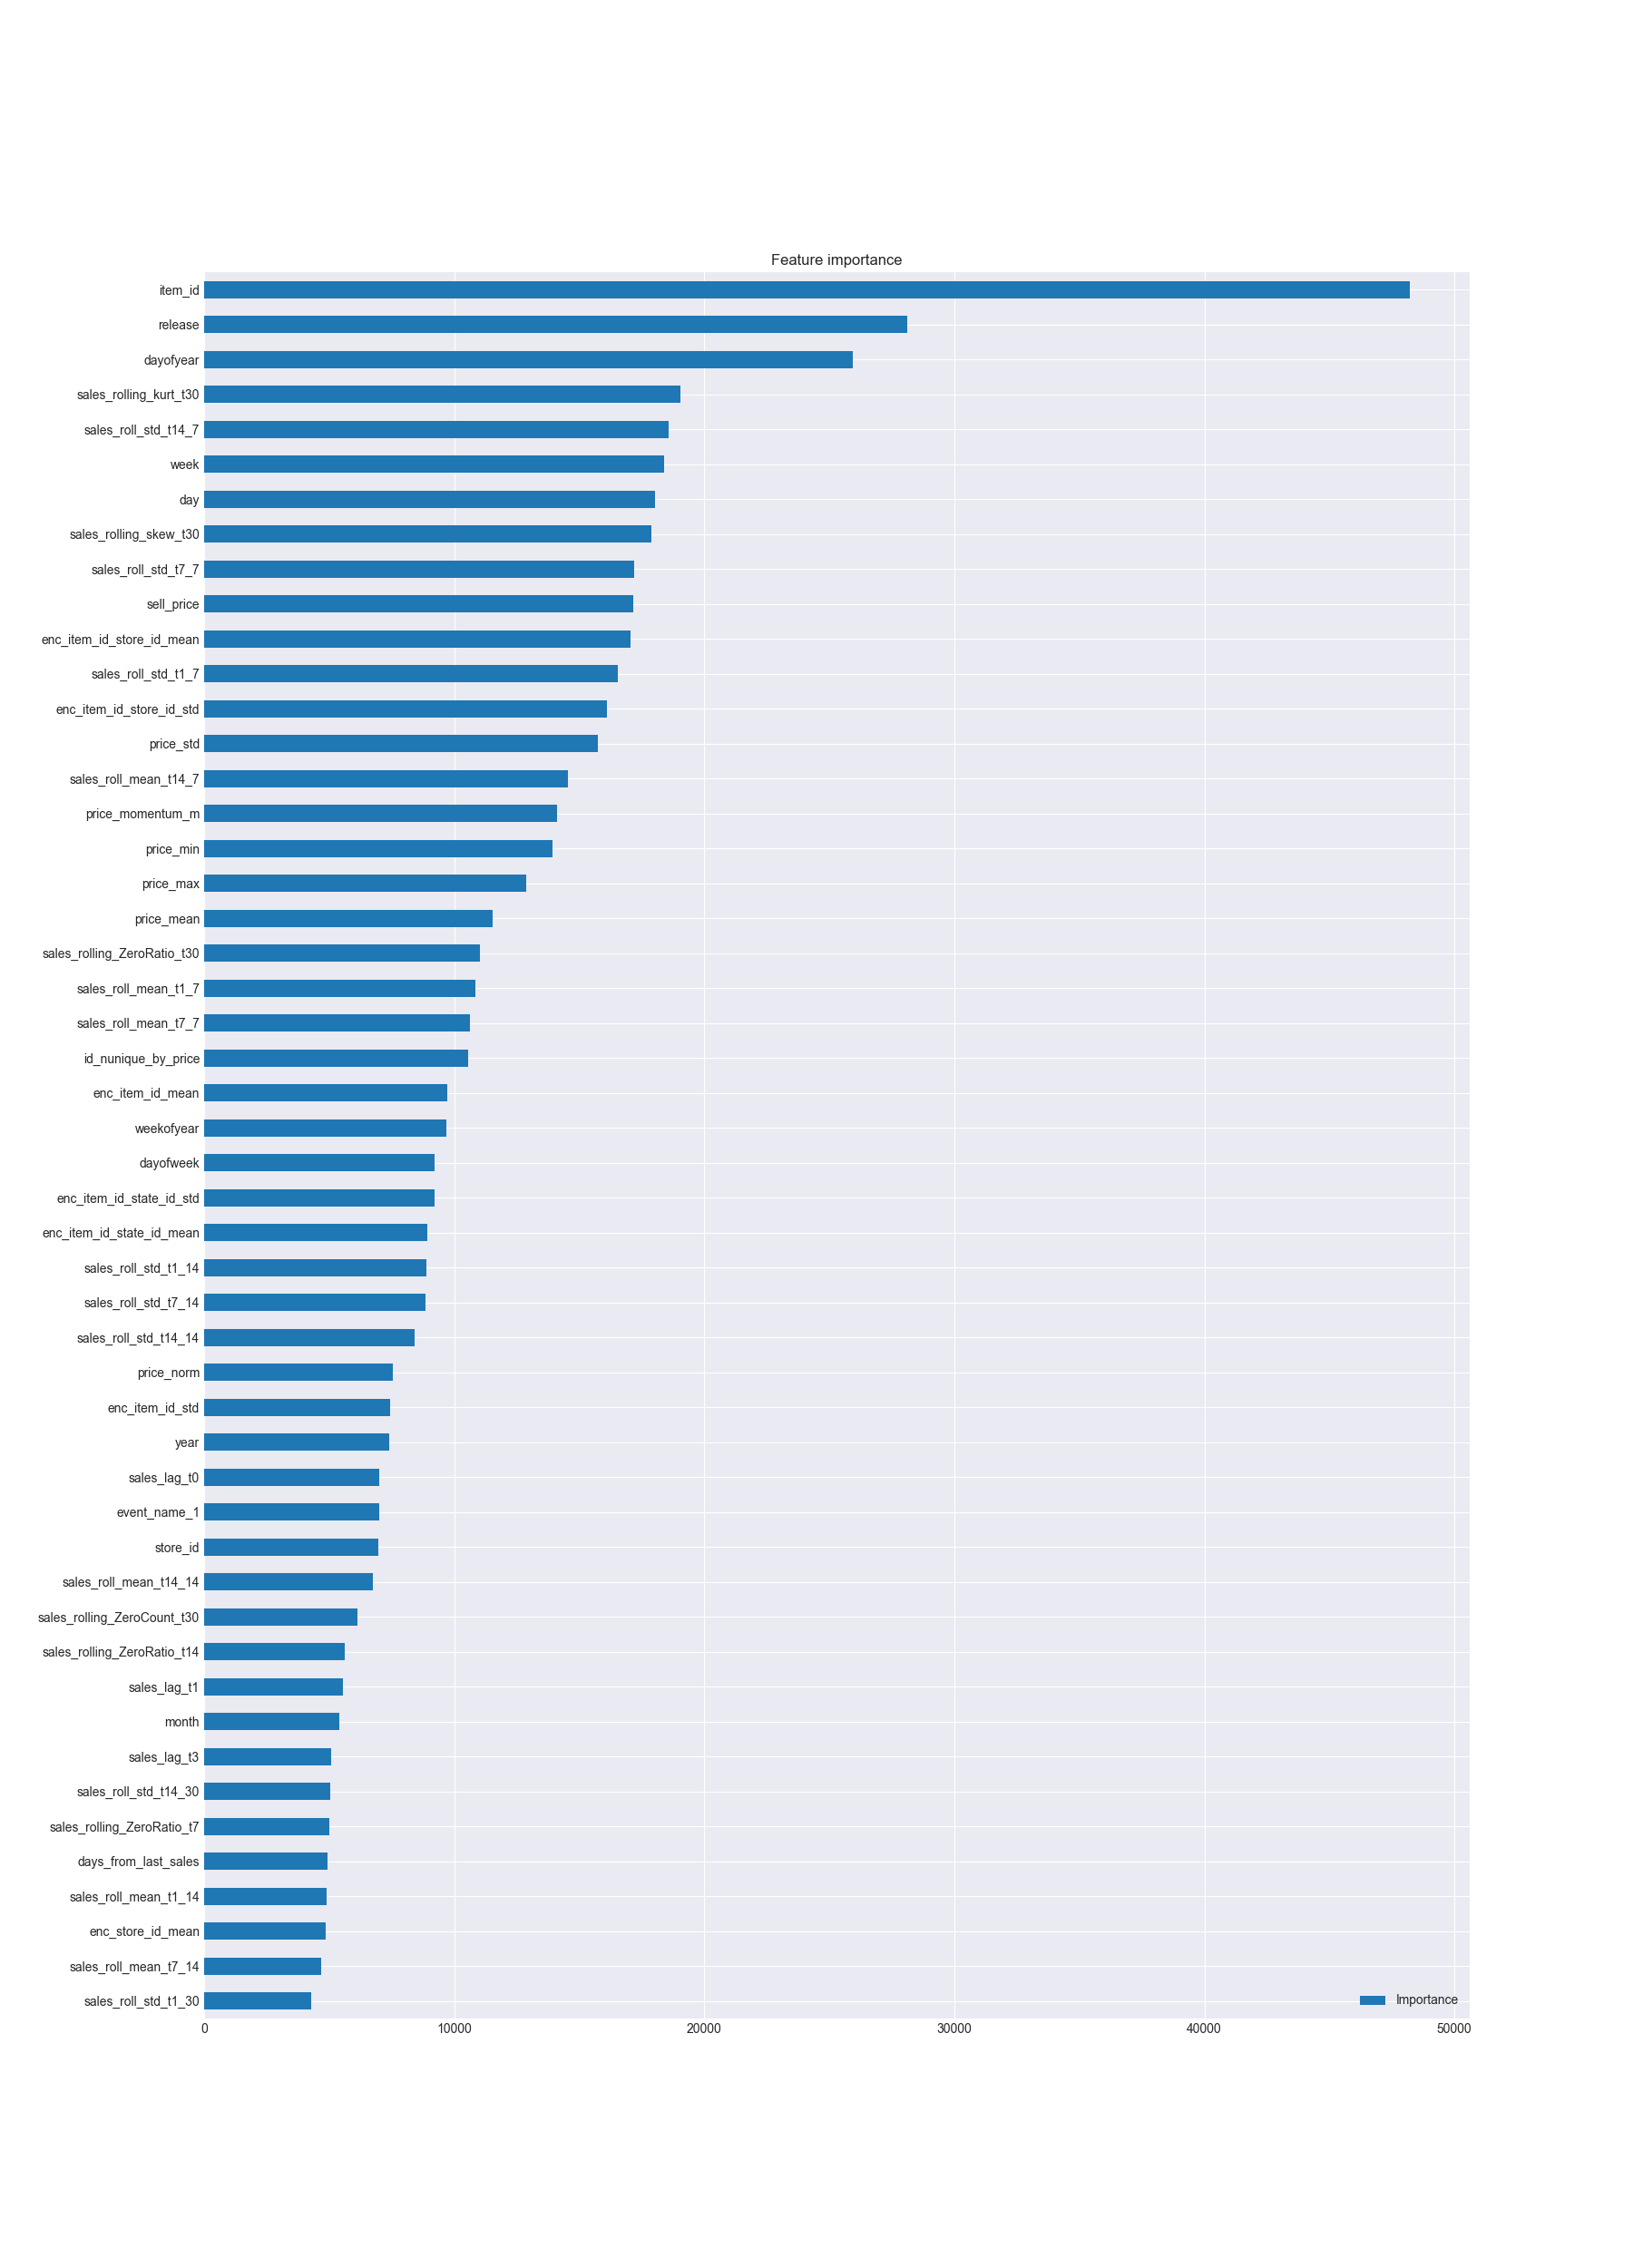 Feature importance
item_id
release
dayofyear
sales_rolling_kurt_t30
sales_roll_std_t14_7
week
day
sales_rolling_skew_t30
sales_roll_std_t7_7
sell_price
enc_item_id_store_id_mean
sales_roll_std_t1_7
enc_item_id_store_id_std
price_std
sales_roll_mean_t14_7
price_momentum_m
price_min
price_max
price_mean
sales_rolling_ZeroRatio_t30
sales_roll_mean_t1_7
sales_roll_mean_t7_7
id_nunique_by_price
enc_item_id_mean
weekofyear
dayofweek
enc_item_id_state_id_std
enc_item_id_state_id_mean
sales_roll_std_t1_14
sales_roll_std_t7_14
sales_roll_std_t14_14
price_norm
enc_item_id_std
year
sales_lag_t0
event_name_1
store_id
sales_roll_mean_t14_14
sales_rolling_ZeroCount_t30
sales_rolling_ZeroRatio_t14
sales_lag_t1
month
sales_lag_t3
sales_roll_std_t14_30
sales_rolling_ZeroRatio_t7
days_from_last_sales
sales_roll_mean_t1_14
enc_store_id_mean
sales_roll_mean_t7_14
sales_roll_std_t1_30
Importance
0 10000 20000 30000 40000 50000